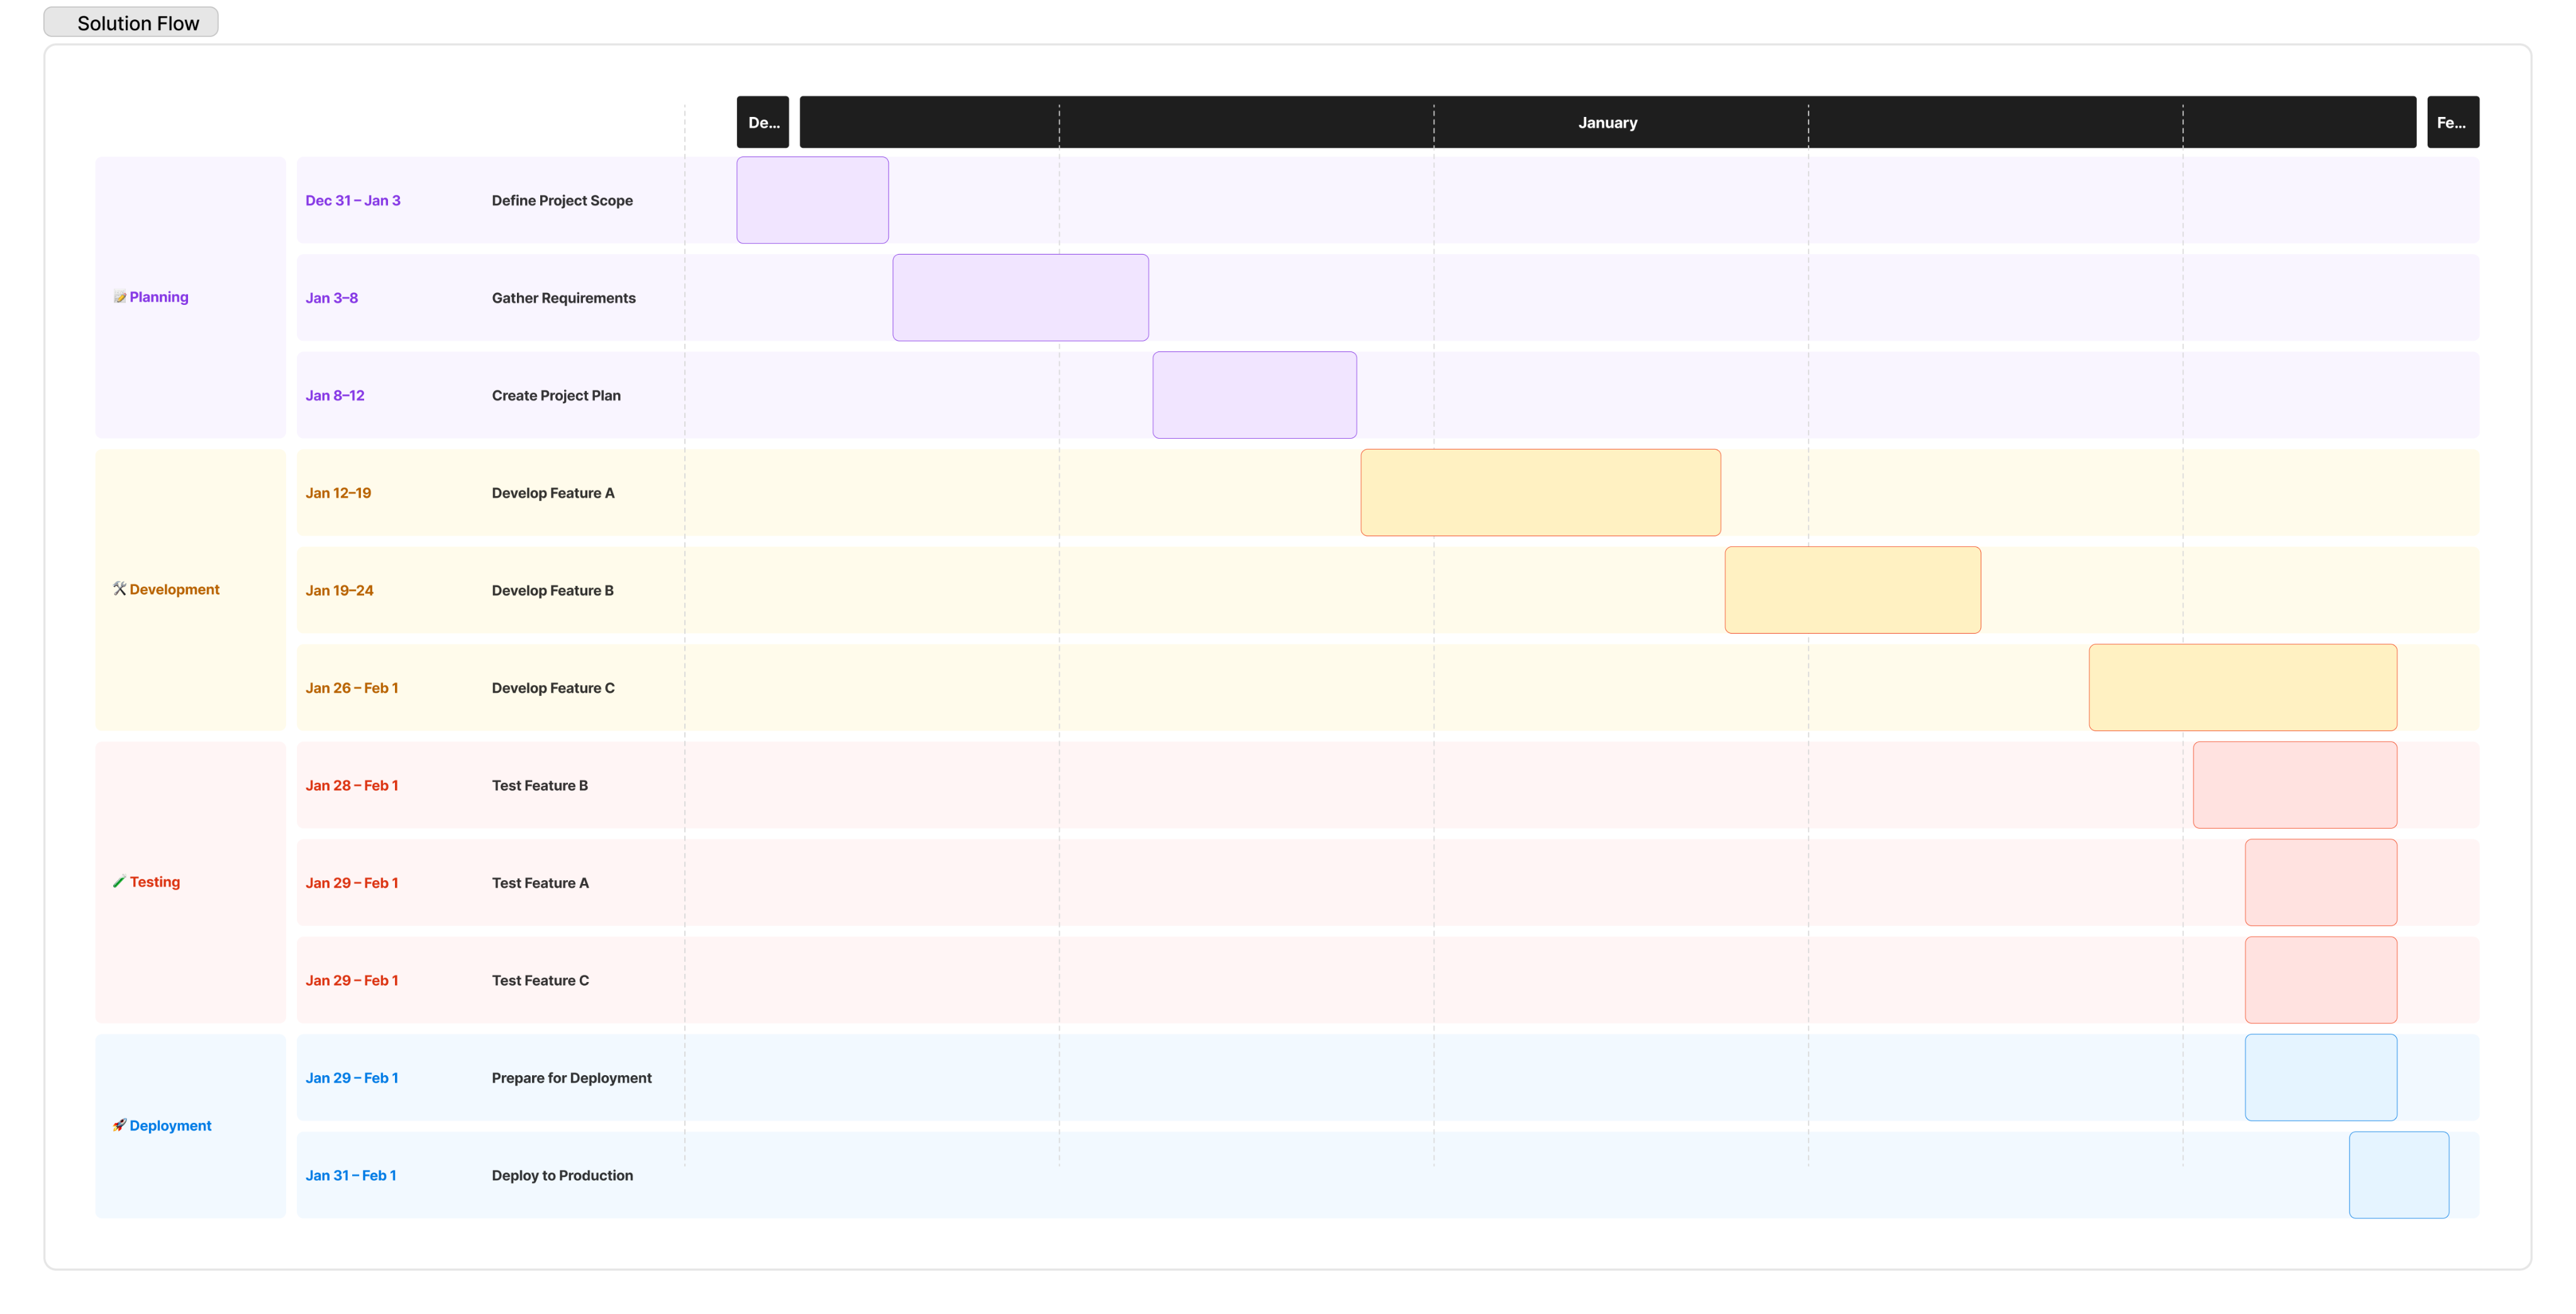 Solution Flow
De...
January
Fe...
Planning
Dec 31 – Jan 3
Define Project Scope
Jan 3–8
Gather Requirements
Jan 8–12
Create Project Plan
Development
Jan 12–19
Develop Feature A
Jan 19–24
Develop Feature B
Jan 26 – Feb 1
Develop Feature C
Testing
Jan 28 – Feb 1
Test Feature B
Jan 29 – Feb 1
Test Feature A
Jan 29 – Feb 1
Test Feature C
Deployment
Jan 29 – Feb 1
Prepare for Deployment
Jan 31 – Feb 1
Deploy to Production